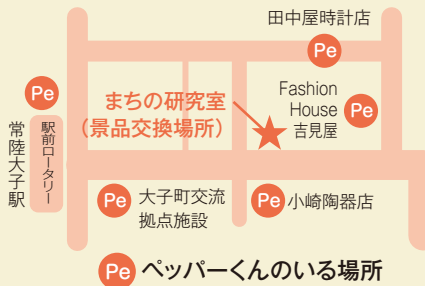 田中屋時計店
Pe
Pe
Fashion
House
吉見屋
Pe
まちの研究室
(景品交換場所)
常陸大子駅
駅前ロータリー
Pe
大子町交流
拠点施設
Pe
小崎陶器店
Pe
ペッパーくんのいる場所